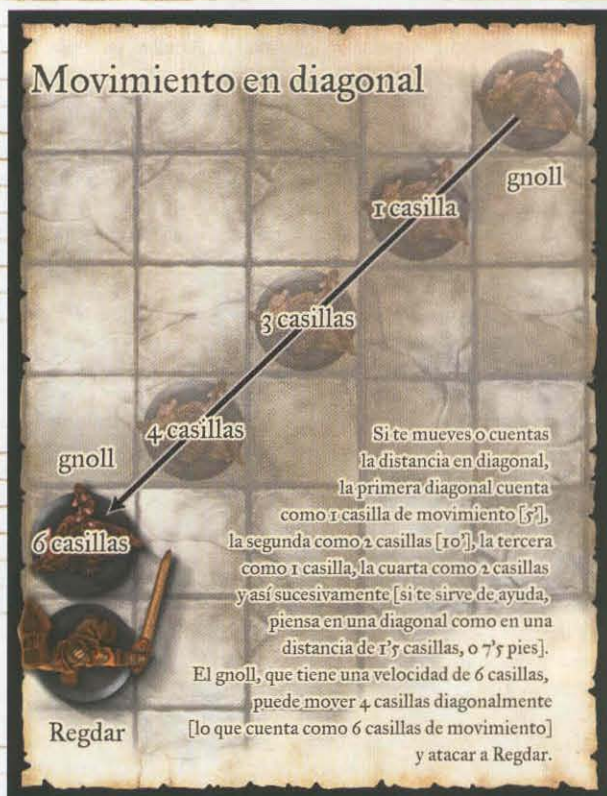 Movimiento en diagonal
gnoll
1 casilla
3 casillas
4 casillas
gnoll
6 casillas
Regdar
Si te mueves o cuentas
la distancia en diagonal,
la primera diagonal cuenta
como 1 casilla de movimiento [5'],
la segunda como 2 casillas [10'], la tercera
como 1 casilla, la cuarta como 2 casillas
y así sucesivamente [si te sirve de ayuda,
piensa en una diagonal como en una
distancia de 1'5 casillas, o 7'5 pies].
El gnoll, que tiene una velocidad de 6 casillas,
puede mover 4 casillas diagonalmente
[lo que cuenta como 6 casillas de movimiento]
y atacar a Regdar.